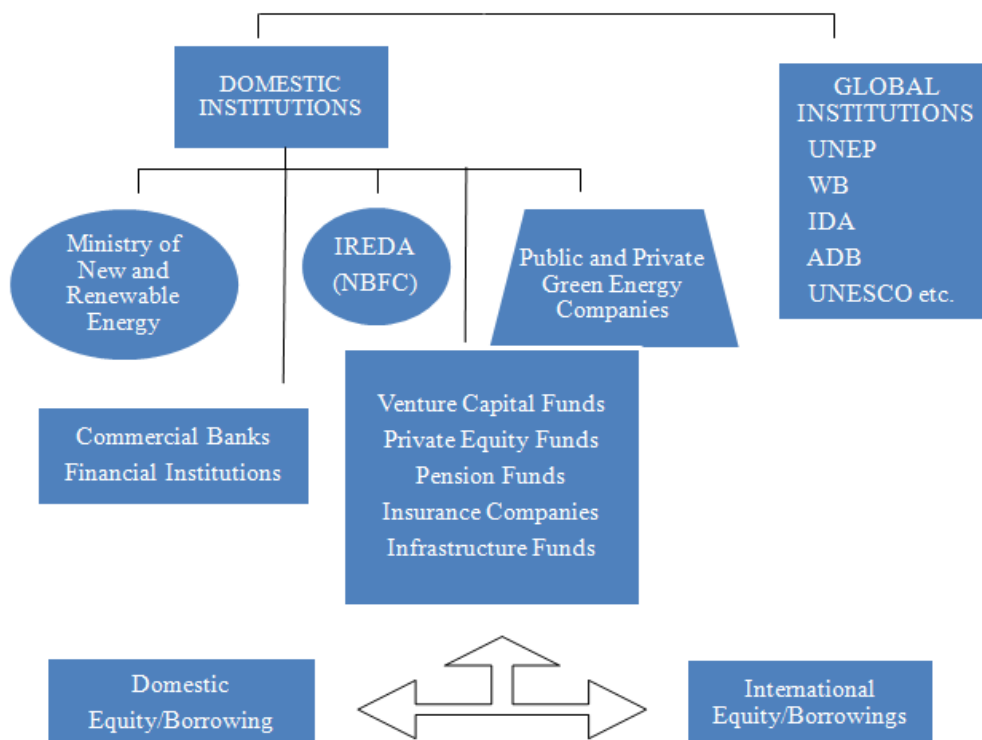 DOMESTIC
INSTITUTIONS
GLOBAL
INSTITUTIONS
UNEP
WB
IDA
ADB
UNESCO etc.
Ministry of
New and
Renewable
Energy
IREDA
(NBFC)
Public and Private
Green Energy
Companies
Commercial Banks
Financial Institutions
Venture Capital Funds
Private Equity Funds
Pension Funds
Insurance Companies
Infrastructure Funds
Domestic
Equity/Borrowing
International
Equity/Borrowings